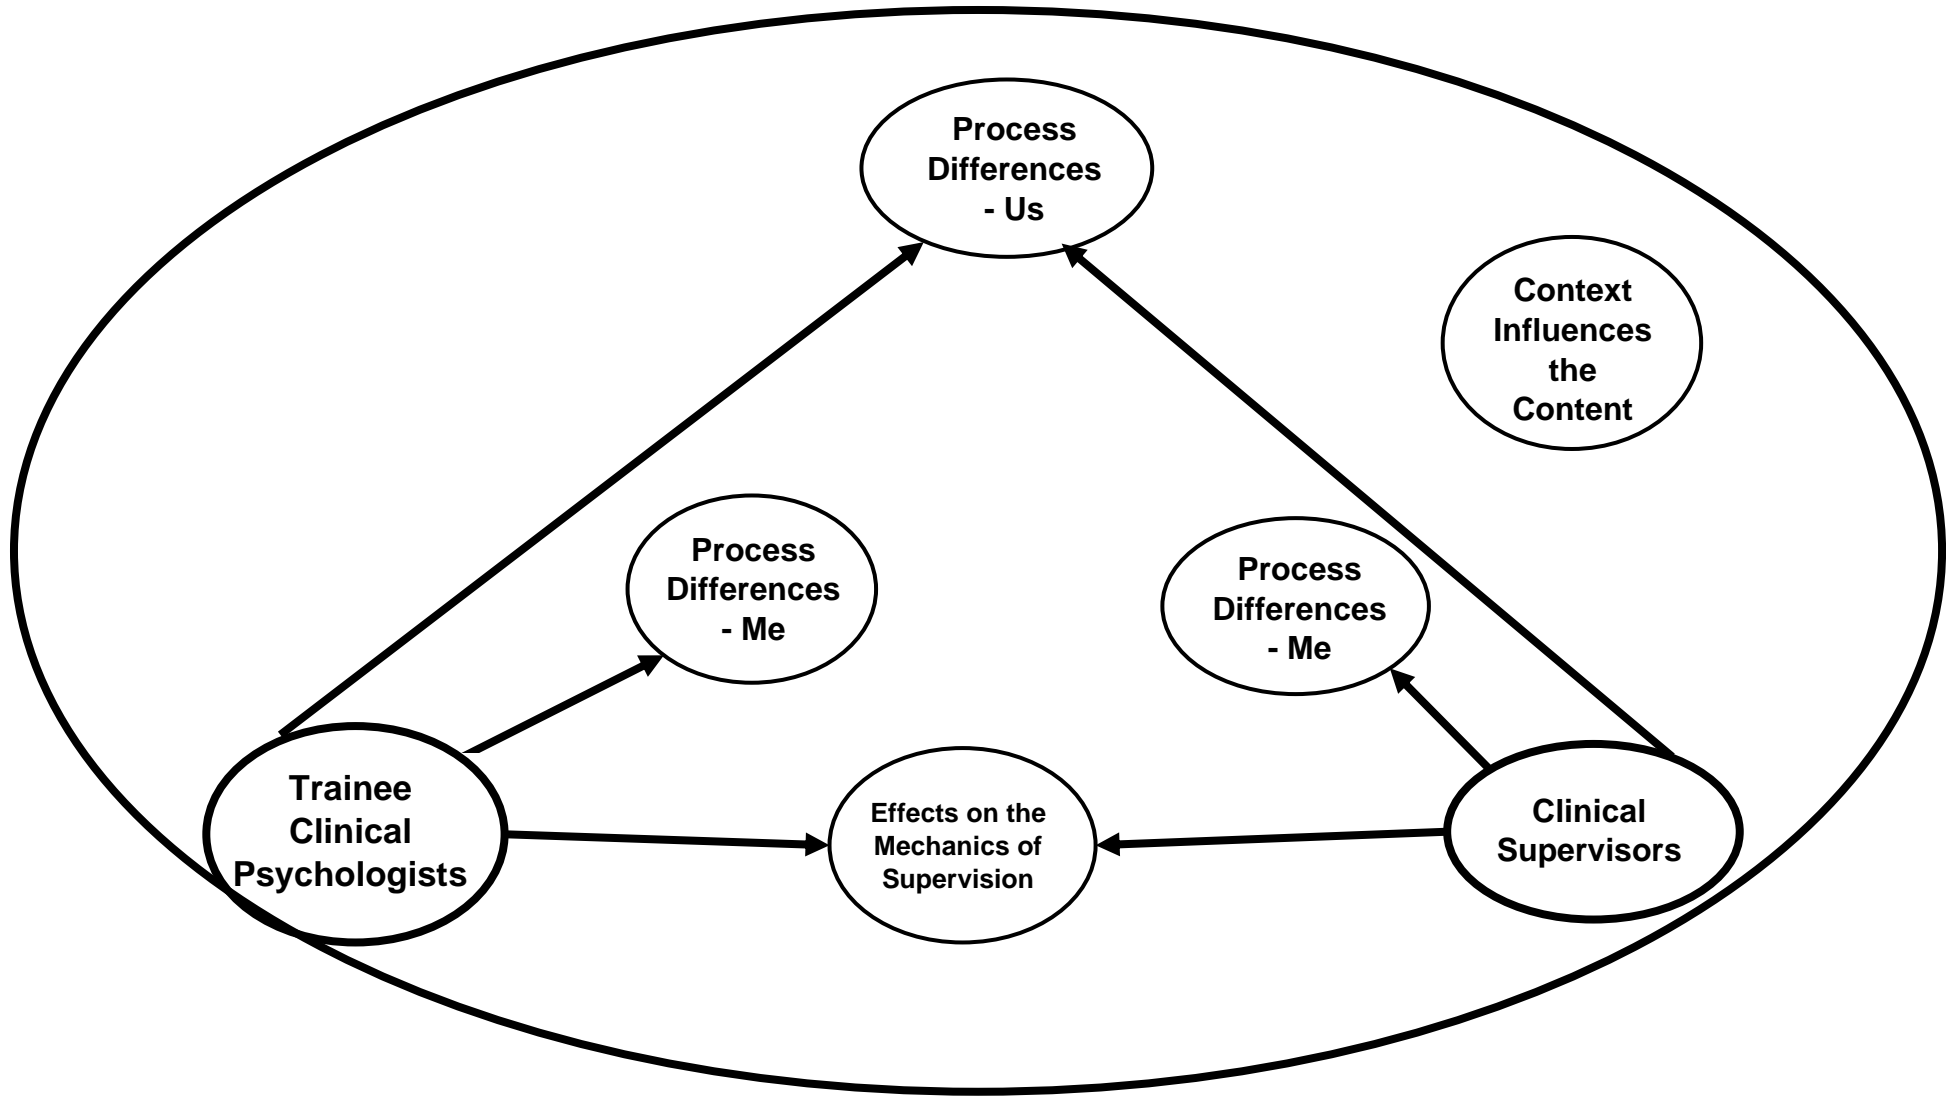 Process
Differences
- Us
Context
Influences
the
Content
Process
Differences
- Me
Process
Differences
- Me
Trainee
Clinical
Psychologists
Effects on the
Mechanics of
Supervision
Clinical
Supervisors